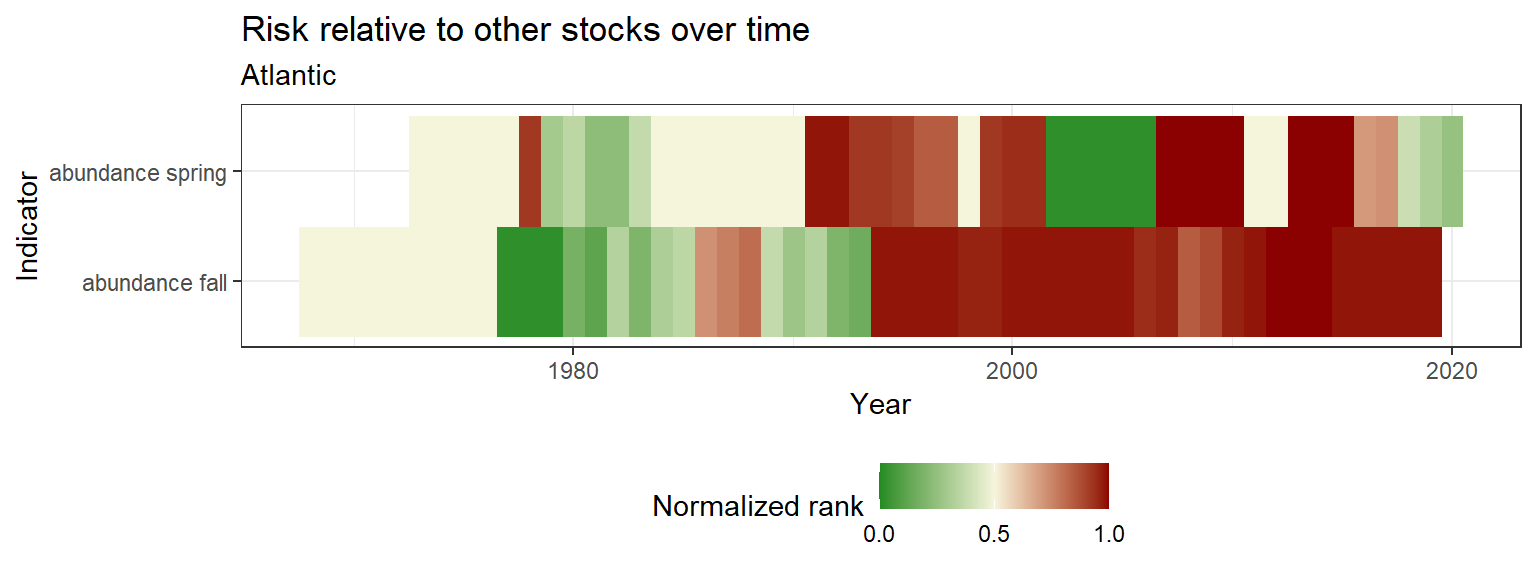 Risk relative to other stocks over time
Atlantic
Indicator
abundance spring
abundance fall
1980 2000 2020
Year
Normalized rank
0.0 0.5 1.0